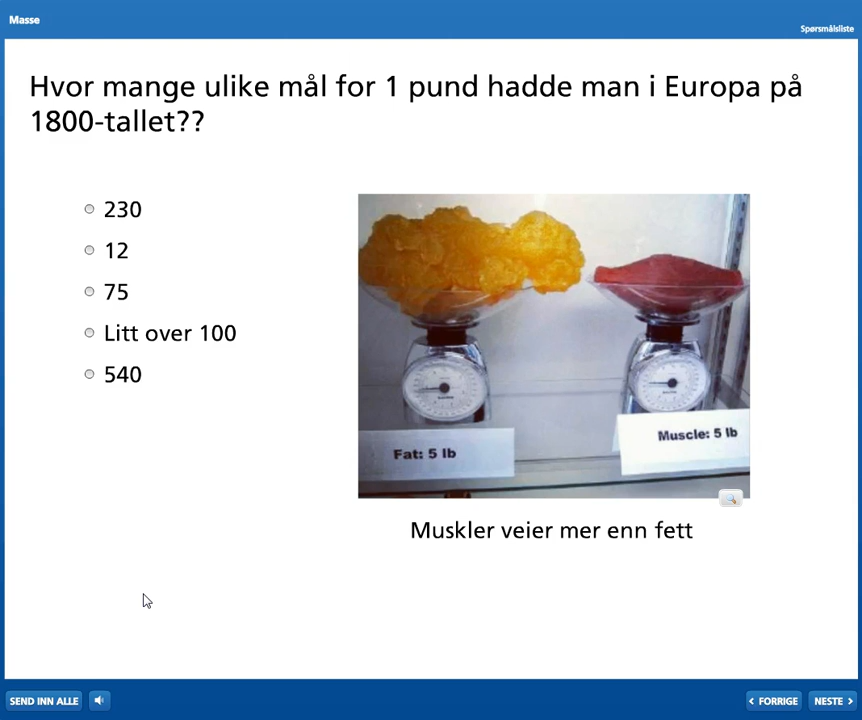 Masse
Spørsmålsliste
Hvor mange ulike mål for 1 pund hadde man i Europa på
1800-tallet??
230
12
75
Litt over 100
540
Fat: 5 lb
Muscle: 5 lb
Muskler veier mer enn fett
SEND INN ALLE
FORRIGE
NESTE